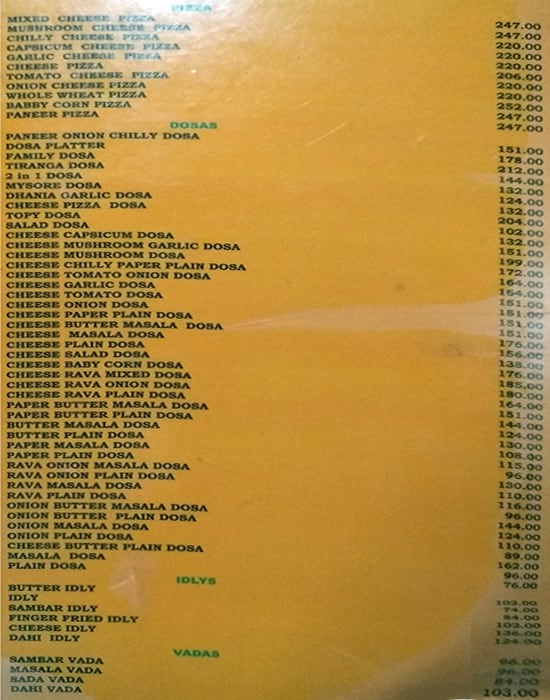 PIZZA
MIXED CHEESE PIZZA 247.00
MUSHROOM CHEESE PIZZA 247.00
CHILLY CHEESE PIZZA 220.00
CAPSICUM CHEESE PIZZA 220.00
GARLIC CHEESE PIZZA 220.00
CHEESE PIZZA 206.00
TOMATO CHEESE PIZZA 220.00
ONION CHEESE PIZZA 220.00
WHOLE WHEAT PIZZA 252.00
BABBY CORN PIZZA 247.00
PANEER PIZZA 247.00
DOSAS
PANEER ONION CHILLY DOSA 151.00
DOSA PLATTER 178.00
FAMILY DOSA 212.00
TIRANGA DOSA 144.00
2 in 1 DOSA 132.00
MYSORE DOSA 124.00
DHANIA GARLIC DOSA 132.00
CHEESE PIZZA DOSA 204.00
TOPY DOSA 102.00
SALAD DOSA 132.00
CHEESE CAPSICUM DOSA 151.00
CHEESE MUSHROOM GARLIC DOSA 199.00
CHEESE MUSHROOM DOSA 172.00
CHEESE CHILLY PAPER PLAIN DOSA 164.00
CHEESE TOMATO ONION DOSA 164.00
CHEESE GARLIC DOSA 151.00
CHEESE TOMATO DOSA 151.00
CHEESE ONION DOSA 151.00
CHEESE PAPER PLAIN DOSA 151.00
CHEESE BUTTER MASALA DOSA 176.00
CHEESE MASALA DOSA 156.00
CHEESE PLAIN DOSA 138.00
CHEESE SALAD DOSA 176.00
CHEESE BABY CORN DOSA 185.00
CHEESE RAVA MIXED DOSA 180.00
CHEESE RAVA ONION DOSA 164.00
CHEESE RAVA PLAIN DOSA 151.00
PAPER BUTTER MASALA DOSA 144.00
PAPER BUTTER PLAIN DOSA 124.00
BUTTER MASALA DOSA 130.00
BUTTER PLAIN DOSA 108.00
PAPER MASALA DOSA 115.00
PAPER PLAIN DOSA 96.00
RAVA ONION MASALA DOSA 130.00
RAVA ONION PLAIN DOSA 110.00
RAVA MASALA DOSA 116.00
RAVA PLAIN DOSA 96.00
ONION BUTTER MASALA DOSA 144.00
ONION BUTTER PLAIN DOSA 124.00
ONION MASALA DOSA 110.00
ONION PLAIN DOSA 89.00
CHEESE BUTTER PLAIN DOSA 162.00
MASALA DOSA 96.00
PLAIN DOSA 76.00
IDLYS
BUTTER IDLY 102.00
IDLY 74.00
SAMBAR IDLY 84.00
FINGER FRIED IDLY 102.00
CHEESE IDLY 136.00
DAHI IDLY 124.00
VADAS
SAMBAR VADA
MASALA VADA 96.00
SADA VADA 84.00
DAHI VADA 103.00